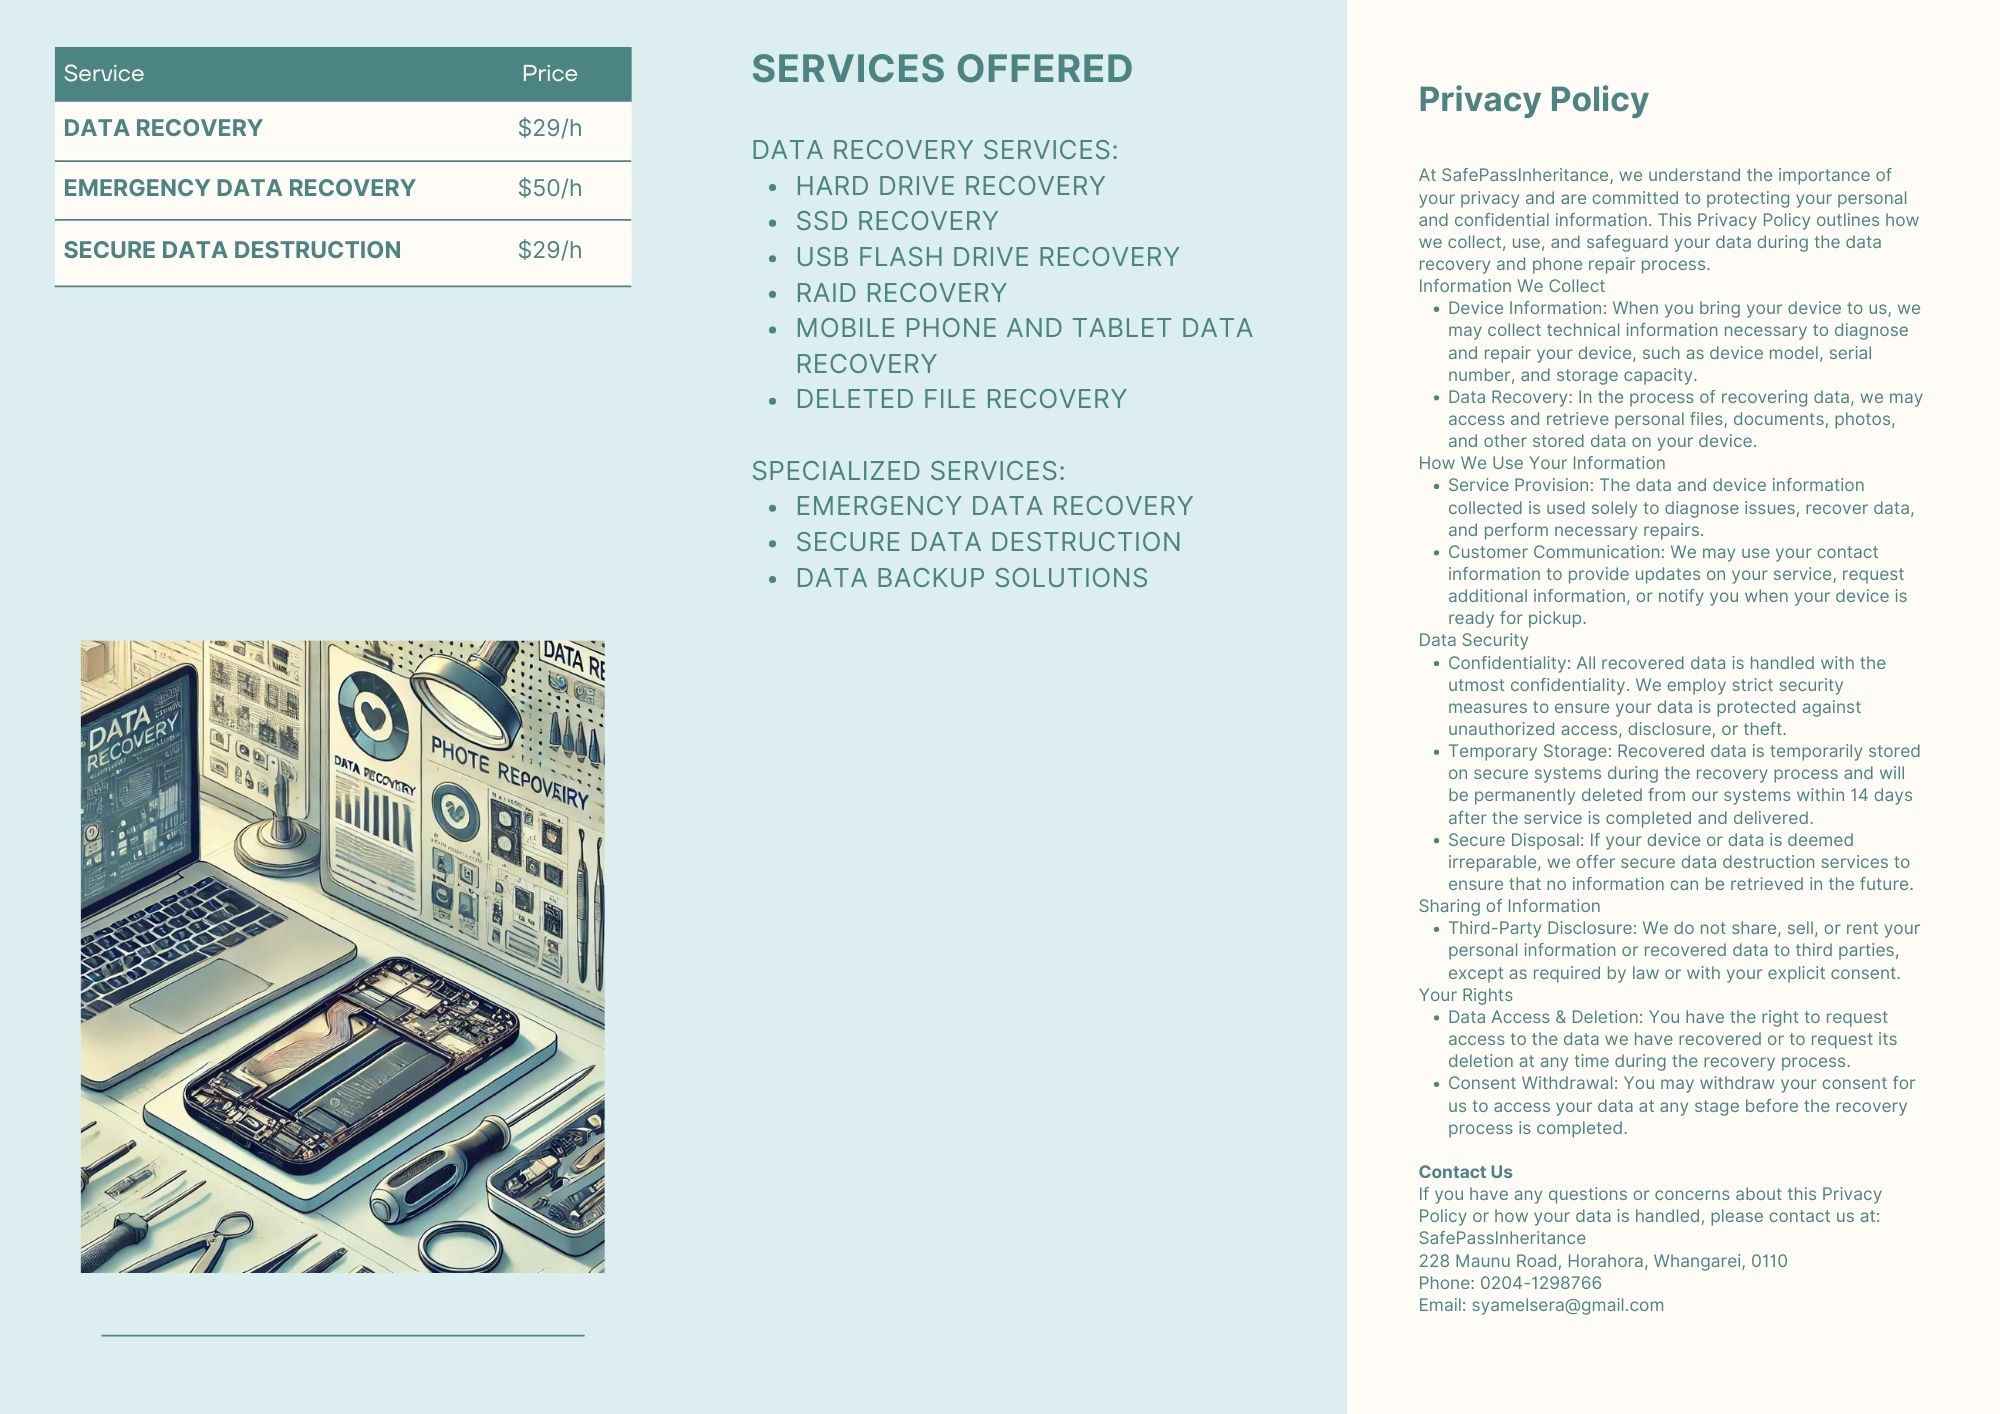 Service Price
DATA RECOVERY $29/h
EMERGENCY DATA RECOVERY $50/h
SECURE DATA DESTRUCTION $29/h
DATA RE
DATA
RECOVERY
PHOTE REPOVEIRY
SERVICES OFFERED
DATA RECOVERY SERVICES:
• HARD DRIVE RECOVERY
• SSD RECOVERY
• USB FLASH DRIVE RECOVERY
• RAID RECOVERY
• MOBILE PHONE AND TABLET DATA
RECOVERY
• DELETED FILE RECOVERY
SPECIALIZED SERVICES:
• EMERGENCY DATA RECOVERY
• SECURE DATA DESTRUCTION
• DATA BACKUP SOLUTIONS
Privacy Policy
At SafePassInheritance, we understand the importance of
your privacy and are committed to protecting your personal
and confidential information. This Privacy Policy outlines how
we collect, use, and safeguard your data during the data
recovery and phone repair process.
Information We Collect
• Device Information: When you bring your device to us, we
may collect technical information necessary to diagnose
and repair your device, such as device model, serial
number, and storage capacity.
• Data Recovery: In the process of recovering data, we may
access and retrieve personal files, documents, photos,
and other stored data on your device.
How We Use Your Information
• Service Provision: The data and device information
collected is used solely to diagnose issues, recover data,
and perform necessary repairs.
• Customer Communication: We may use your contact
information to provide updates on your service, request
additional information, or notify you when your device is
ready for pickup.
Data Security
• Confidentiality: All recovered data is handled with the
utmost confidentiality. We employ strict security
measures to ensure your data is protected against
unauthorized access, disclosure, or theft.
• Temporary Storage: Recovered data is temporarily stored
on secure systems during the recovery process and will
be permanently deleted from our systems within 14 days
after the service is completed and delivered.
• Secure Disposal: If your device or data is deemed
irreparable, we offer secure data destruction services to
ensure that no information can be retrieved in the future.
Sharing of Information
• Third-Party Disclosure: We do not share, sell, or rent your
personal information or recovered data to third parties,
except as required by law or with your explicit consent.
Your Rights
• Data Access & Deletion: You have the right to request
access to the data we have recovered or to request its
deletion at any time during the recovery process.
• Consent Withdrawal: You may withdraw your consent for
us to access your data at any stage before the recovery
process is completed.
Contact Us
If you have any questions or concerns about this Privacy
Policy or how your data is handled, please contact us at:
SafePassInheritance
228 Maunu Road, Horahora, Whangarei, 0110
Phone: 0204-1298766
Email: syamelsera@gmail.com